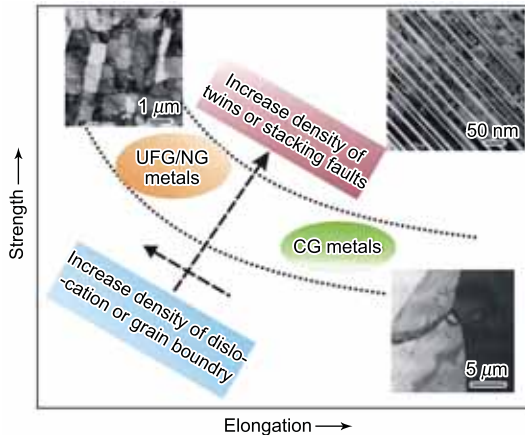 1 μm
Increase density of
twins or stacking faults
50 nm
UFG/NG
metals
CG metals
Increase density of dislo-
-cation or grain boundry
5 μm
Strength
Elongation